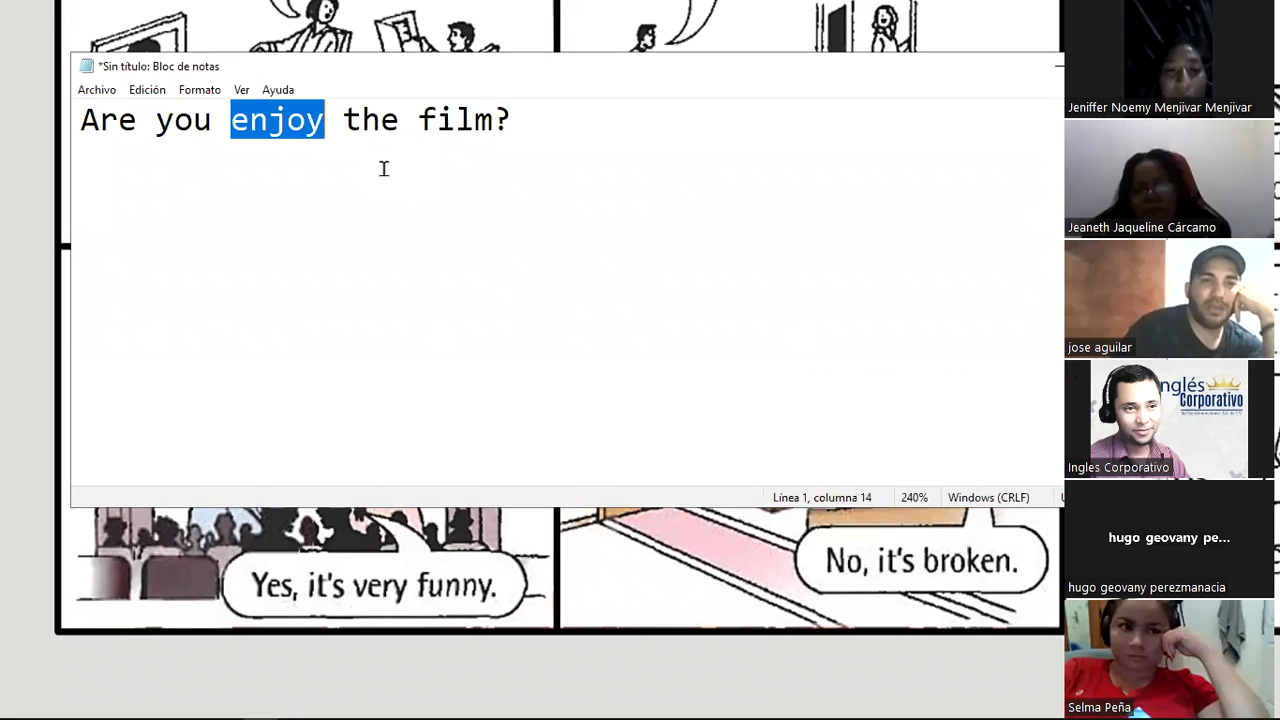 *Sin título: Bloc de notas
Archivo Edición Formato Ver Ayuda
Are you enjoy the film?
Línea 1, columna 14 240% Windows (CRLF)
Yes, it's very funny.
No, it's broken.
Jeniffer Noemy Menjivar Menjivar
Jeaneth Jaqueline Cárcamo
jose aguilar
Inglés
Corporativo
Ingles Corporativo
hugo geovany pe...
hugo geovany perezmanacia
Selma Peña